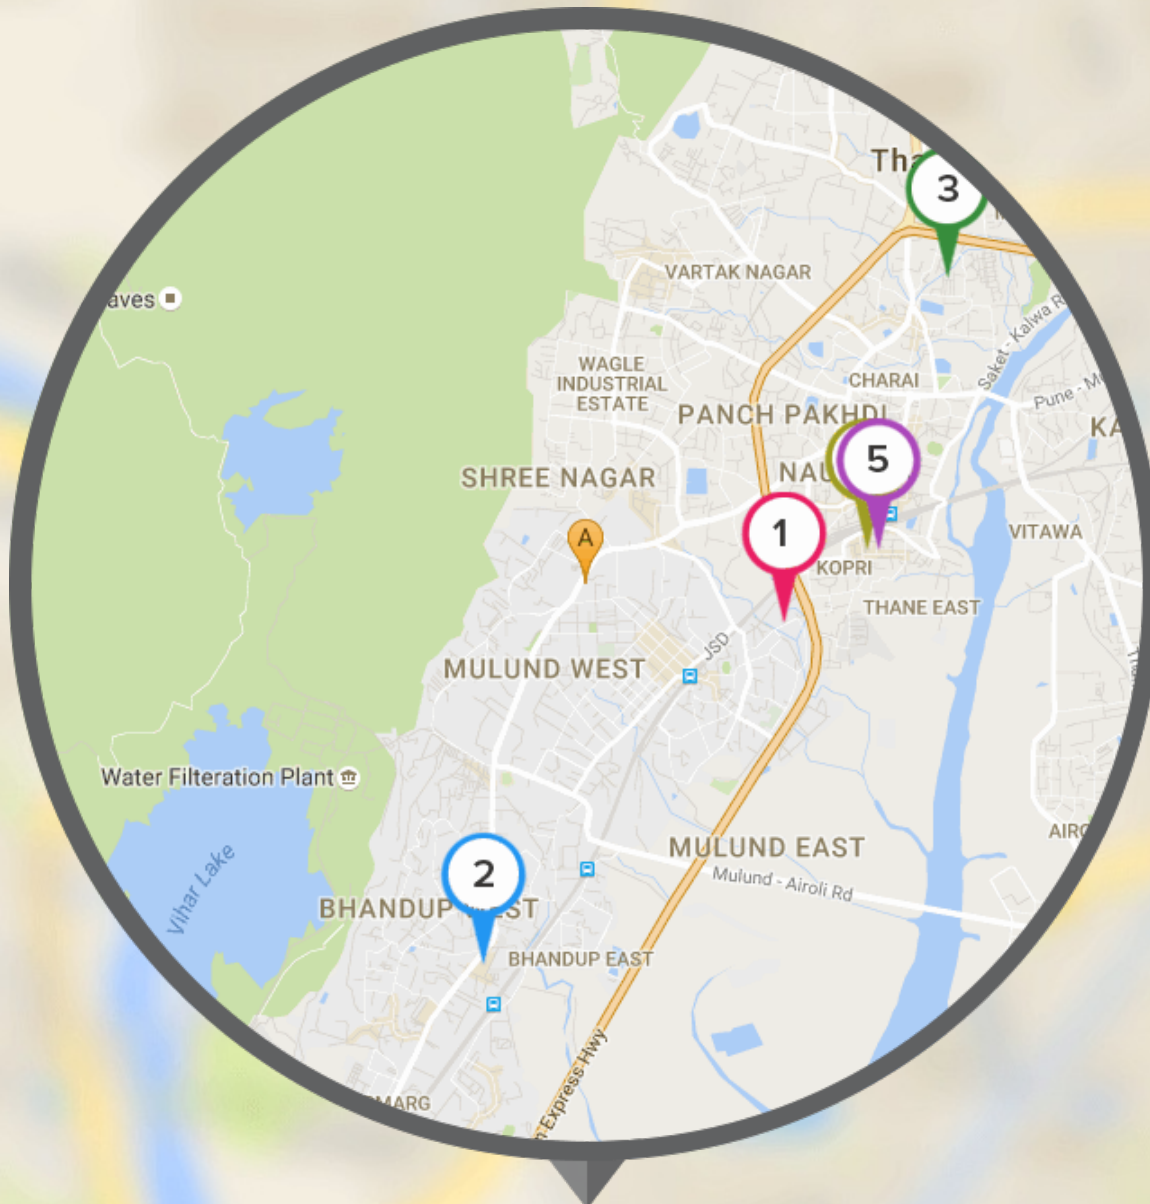 Tha
3
VARTAK NAGAR
aves
Saket - Kalwa R
WAGLE
INDUSTRIAL
ESTATE
CHARAI
Pune - M
PANCH PAKHDI
KA
SHREE NAGAR
NAU
5
1
A
VITAWA
KOPRI
THANE EAST
JSD
MULUND WEST
Water Filteration Plant
AIRO
MULUND EAST
Mulund - Airoli Rd
2
Vihar Lake
BHANDUP WEST
BHANDUP EAST
n Express Hwy
MARG